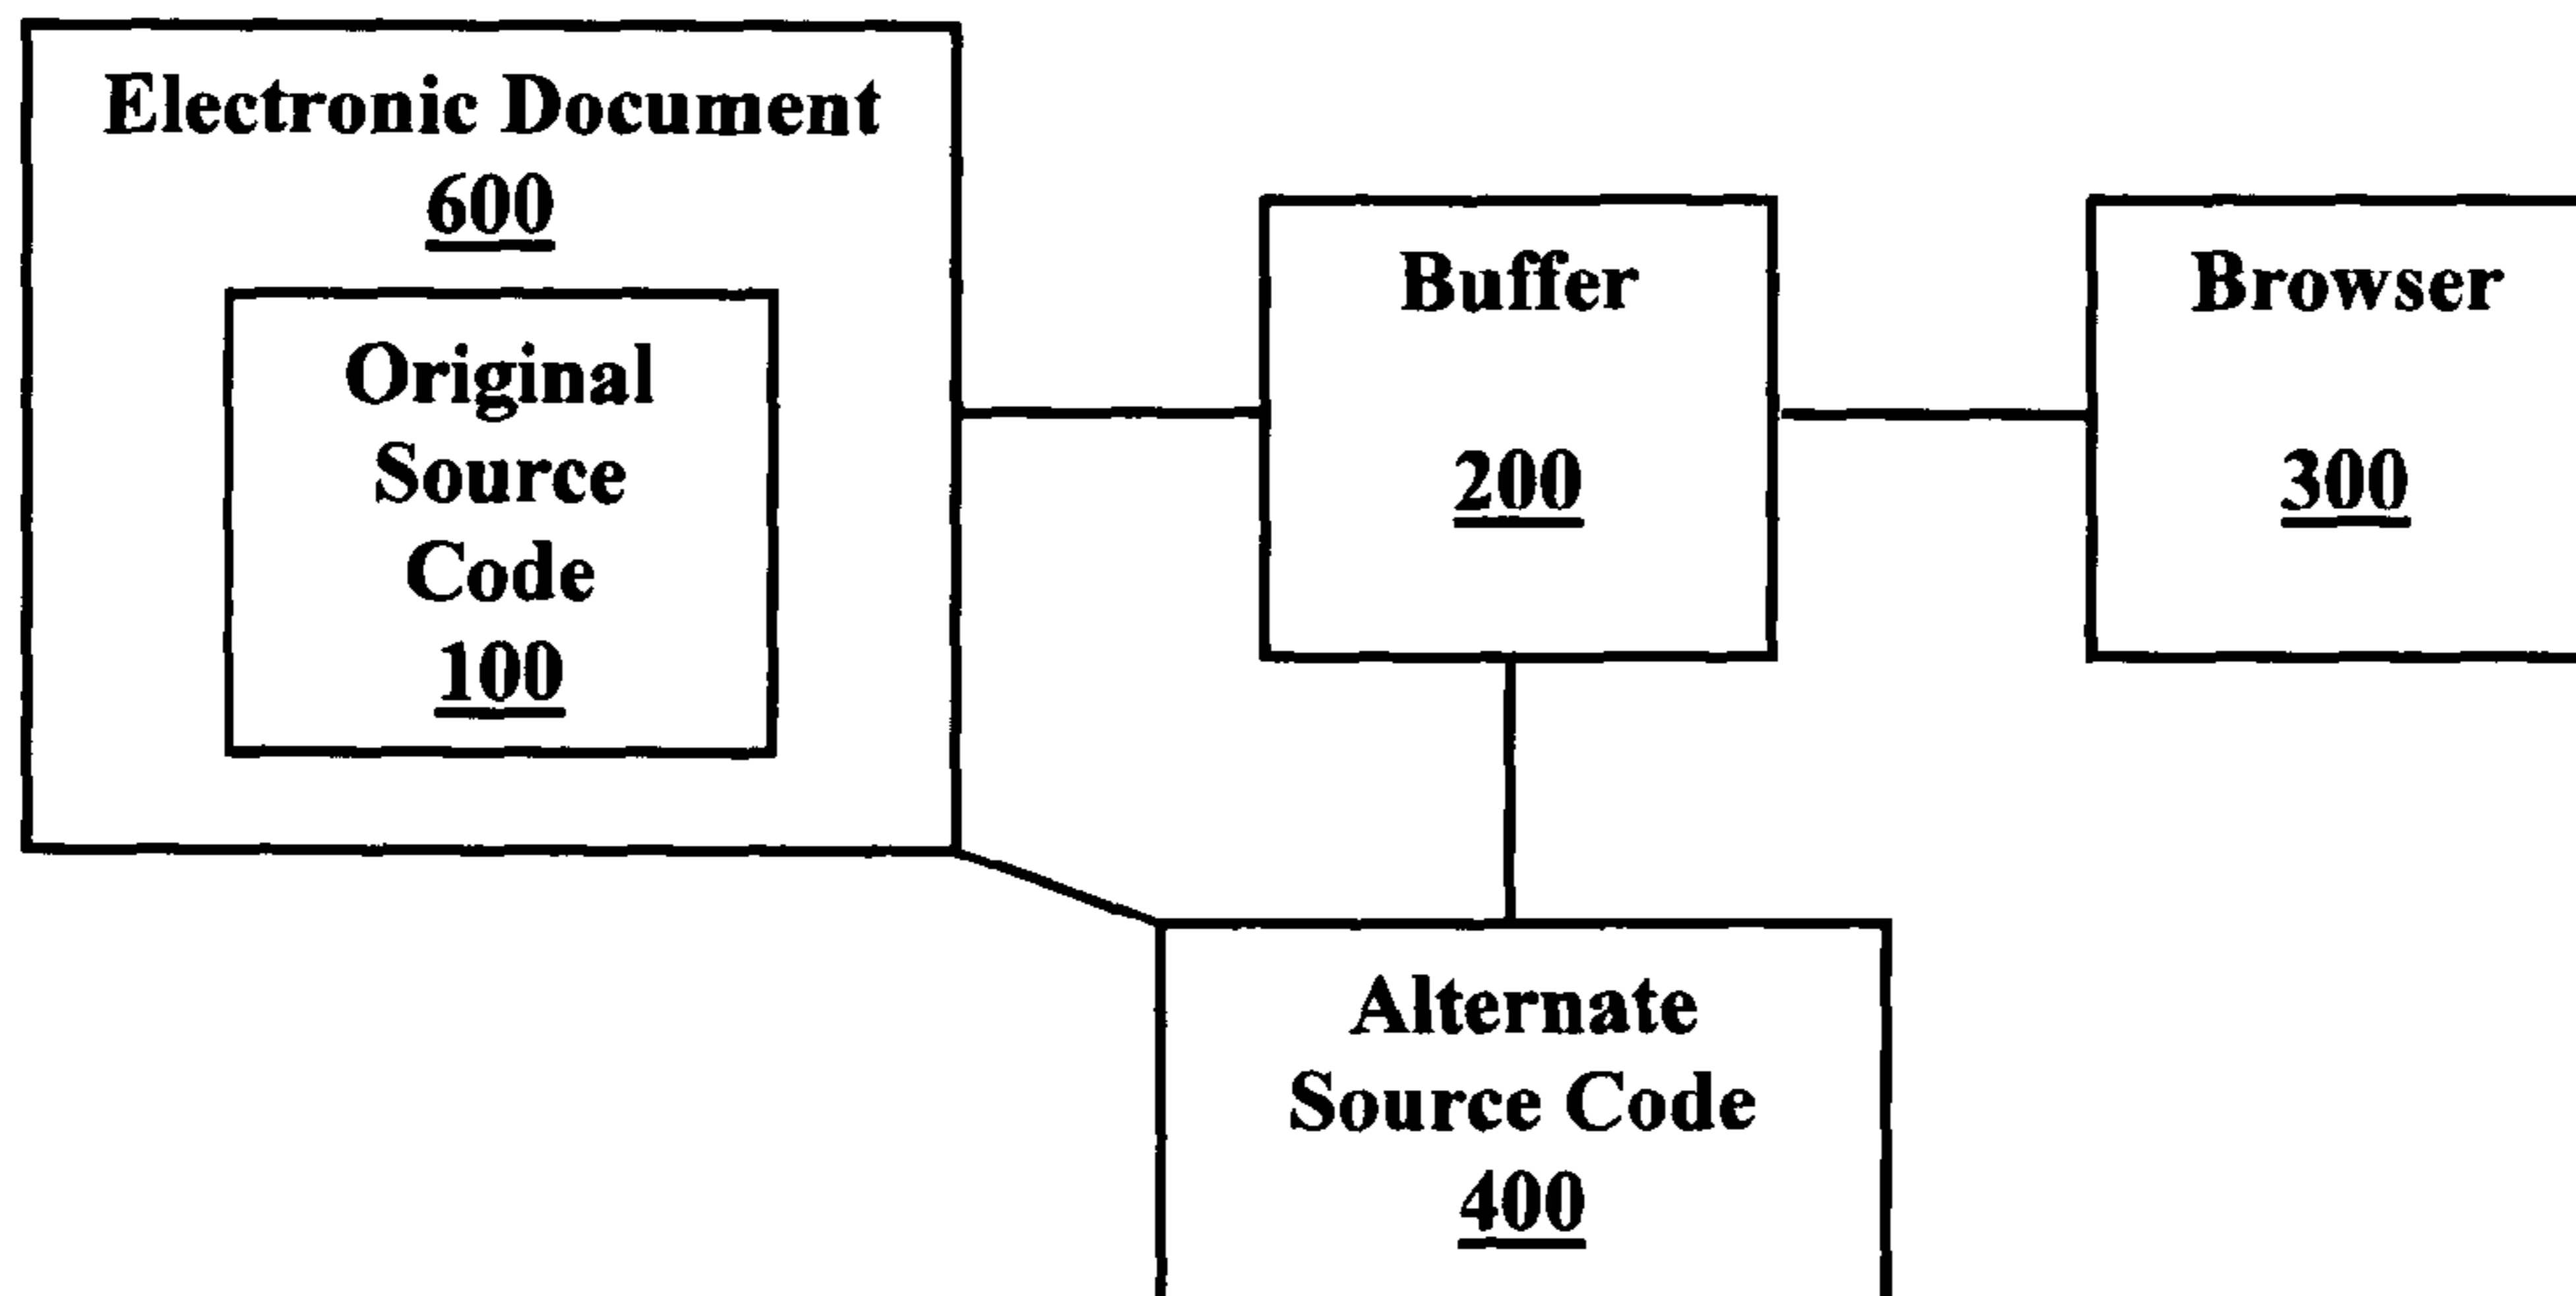 Electronic Document
600
Original
Source
Code
100
Buffer
200
Browser
300
Alternate
Source Code
400